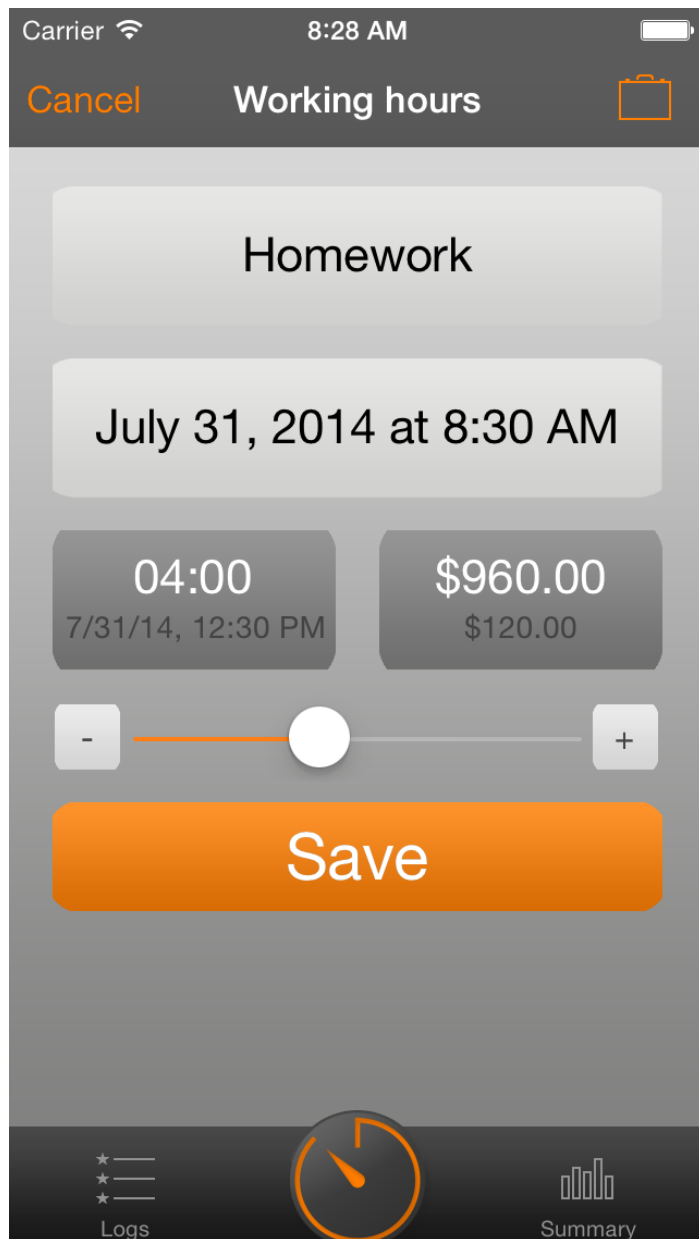 Carrier 8:28 AM
Cancel Working hours
Homework
July 31, 2014 at 8:30 AM
04:00 $960.00
7/31/14, 12:30 PM $120.00
- +
Save
Logs Summary